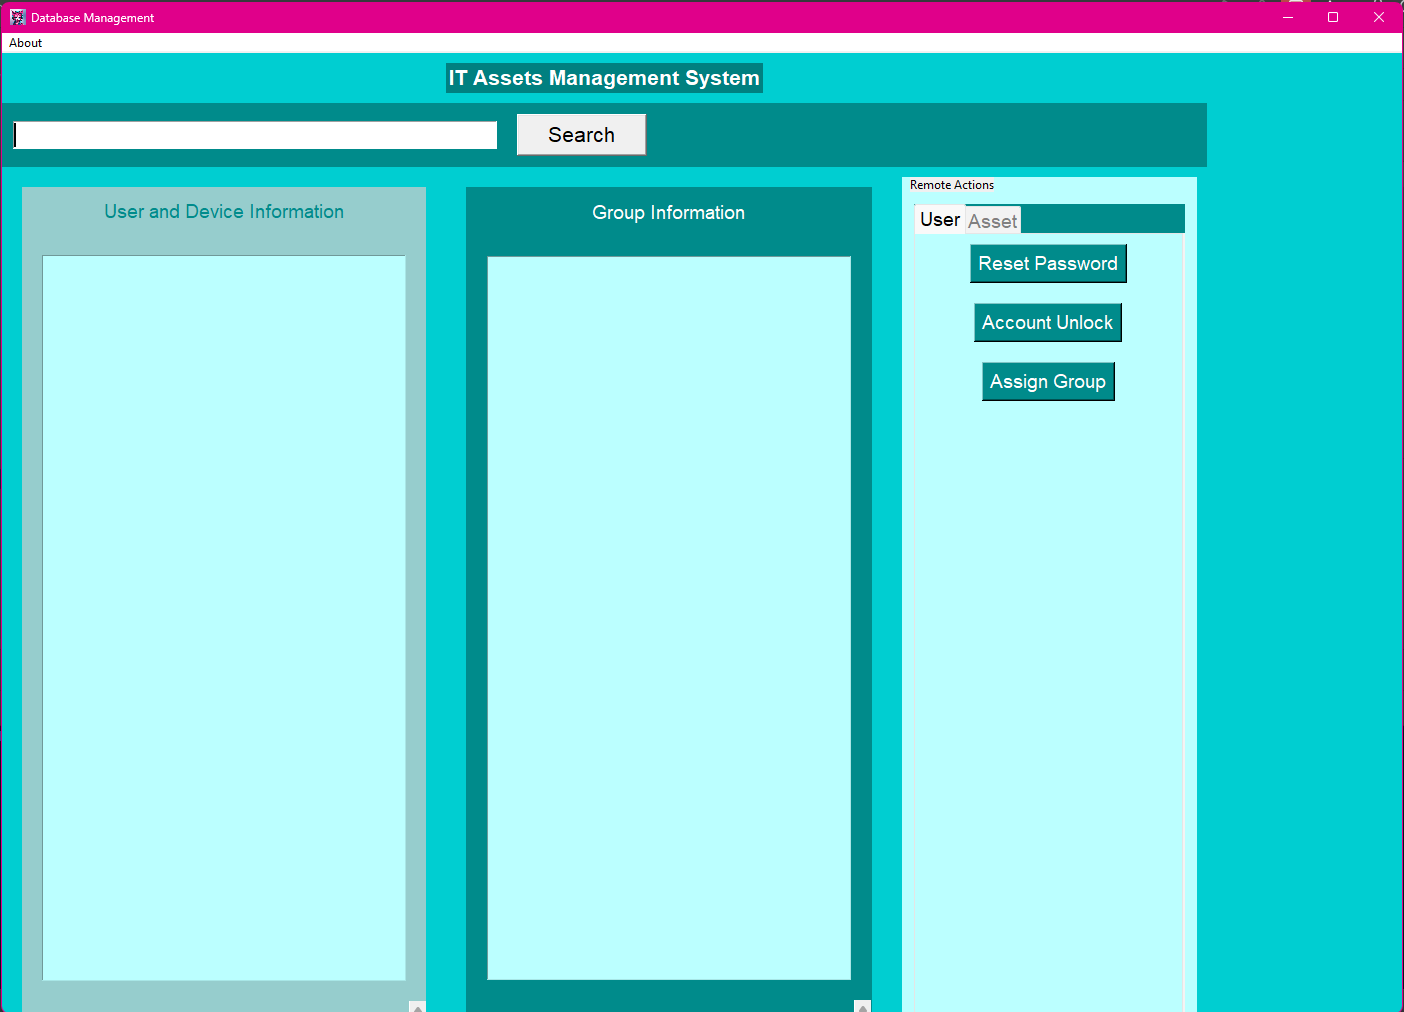 Database Management
About
IT Assets Management System
Search
User and Device Information
Group Information
Remote Actions
User Asset
Reset Password
Account Unlock
Assign Group